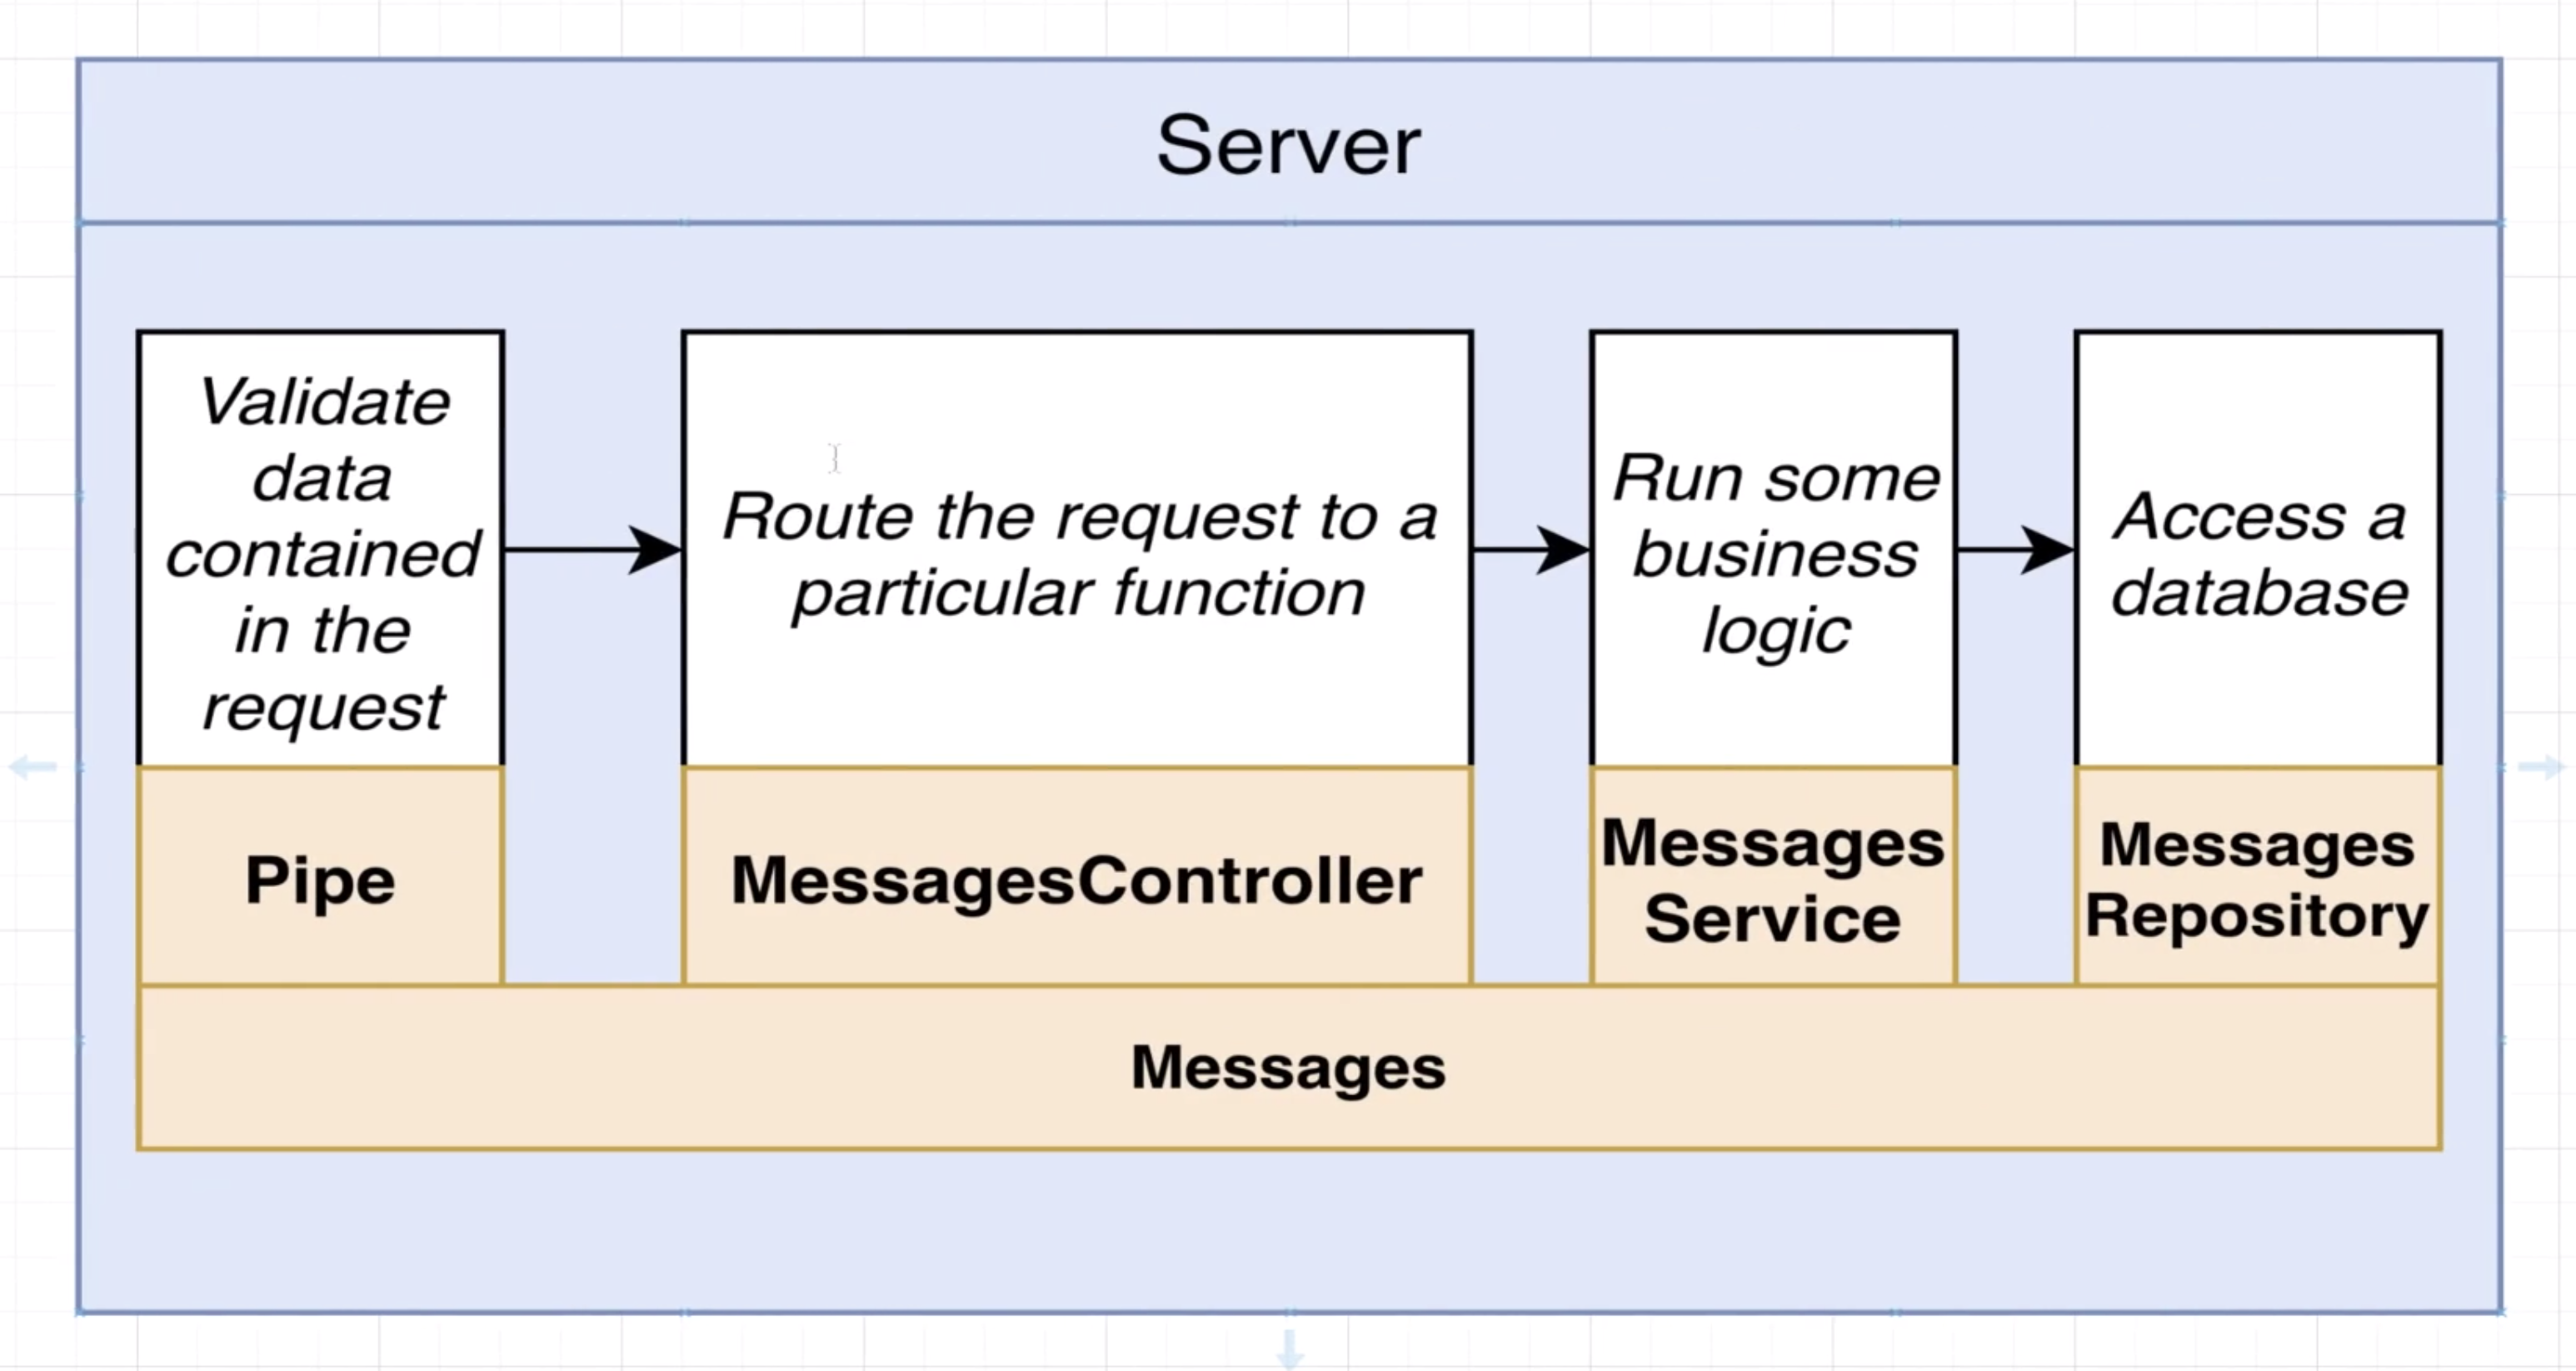 Server
Validate
data
contained
in the
request
Route the request to a
particular function
Run some
business
logic
Access a
database
Pipe
MessagesController
Messages
Service
Messages
Repository
Messages